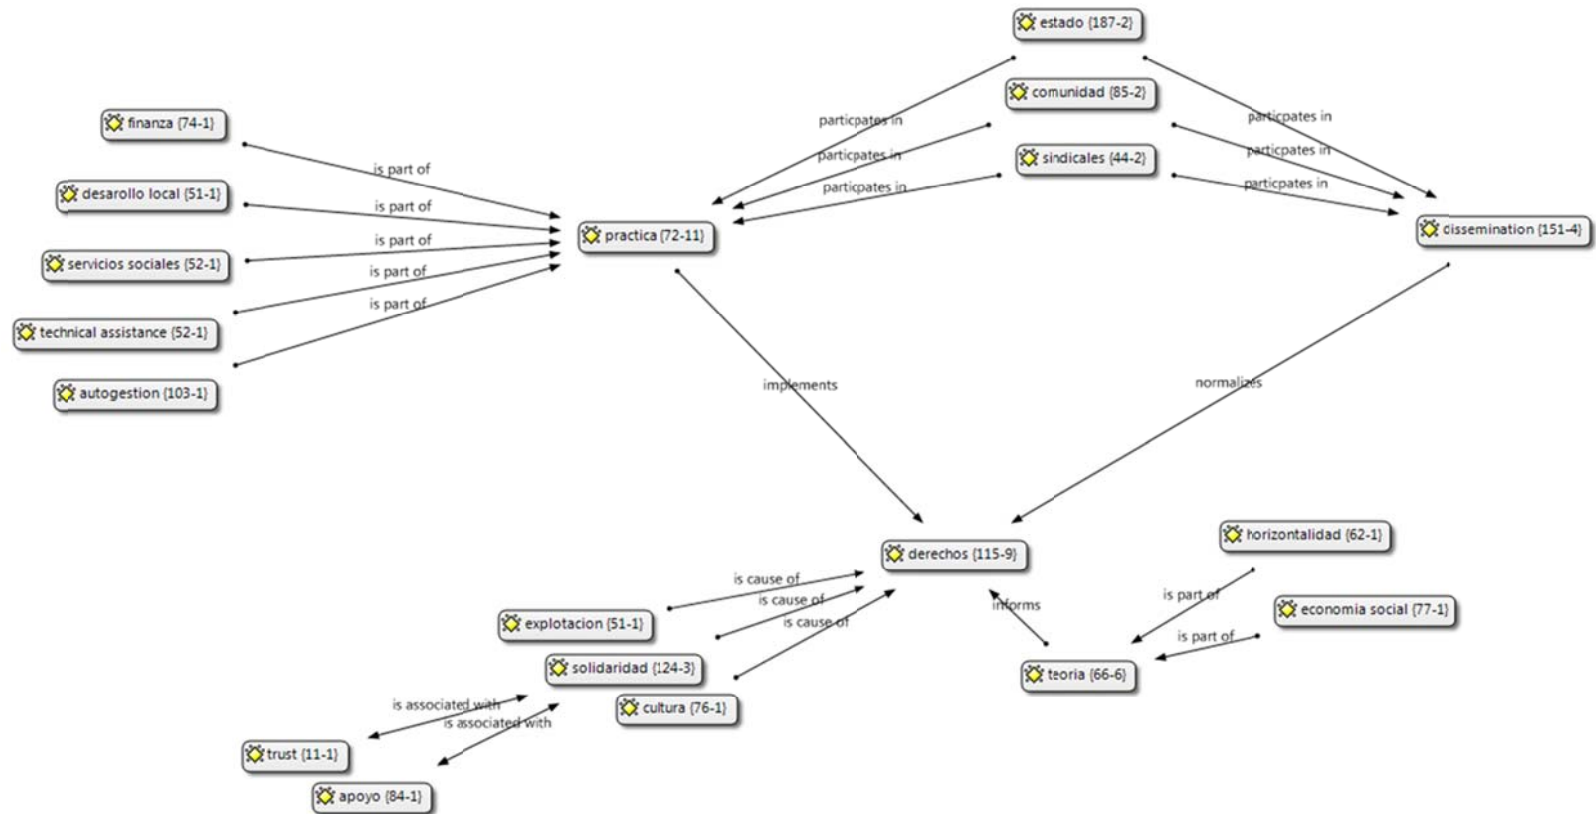 estado {187-2}
comunidad {85-2}
sindicales {44-2}
particpates in
particpates in
particpates in
particpates in
particpates in
particpates in
finanza {74-1}
desarollo local {51-1}
servicios sociales {52-1}
technical assistance {52-1}
autogestion {103-1}
is part of
is part of
is part of
is part of
is part of
practica {72-11}
dissemination {151-4}
implements
normalizes
derechos {115-9}
horizontalidad {62-1}
economia social {77-1}
is part of
is part of
informs
teoria {66-6}
is cause of
is cause of
is cause of
explotacion {51-1}
solidaridad {124-3}
cultura {76-1}
is associated with
is associated with
trust {11-1}
apoyo {84-1}